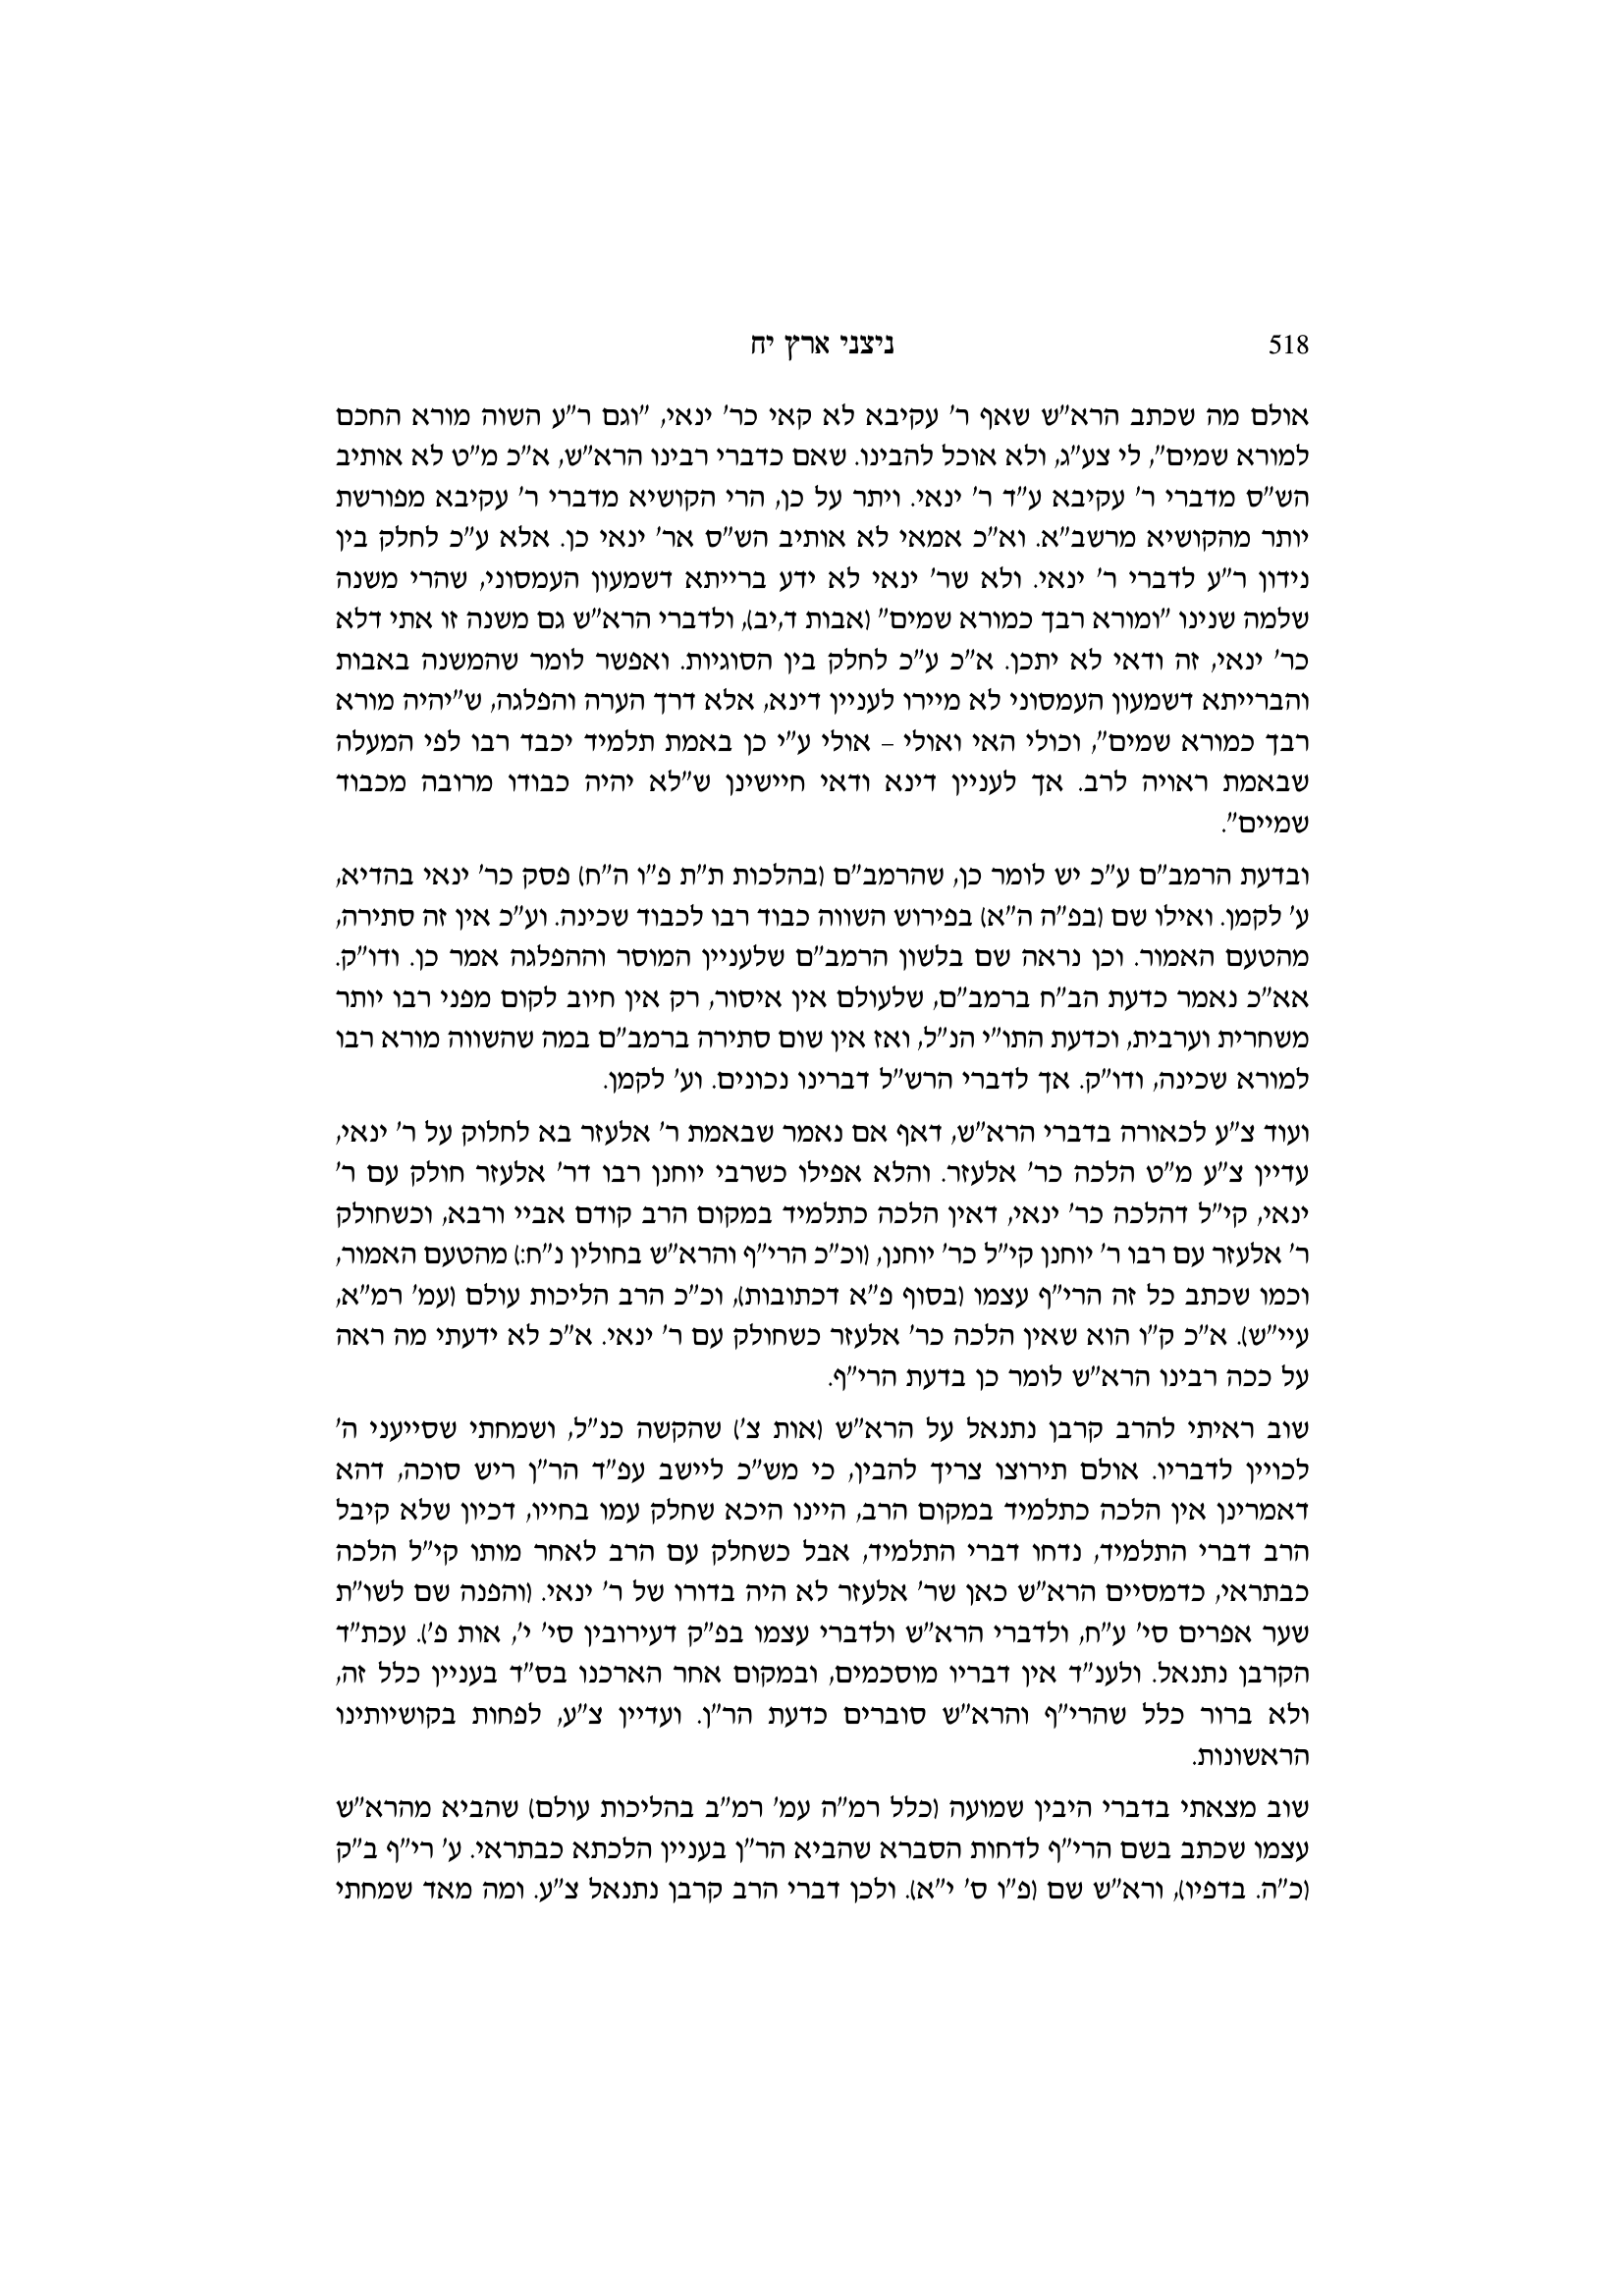 518
ניצני ארץ יח
אולם מה שכתב הרא"ש שאף ר' עקיבא לא קאי כר' ינאי, "וגם ר"ע השוה מורא החכם
למורא שמים", לי צע"ג, ולא אוכל להבינו. שאם כדברי רבינו הרא"ש, א"כ מ"ט לא אותיב
הש"ס מדברי ר' עקיבא ע"ד ר' ינאי. ויתר על כן, הרי הקושיא מדברי ר' עקיבא מפורשת
יותר מהקושיא מרשב"א. וא"כ אמאי לא אותיב הש"ס אר' ינאי כן. אלא ע"כ לחלק בין
נידון ר"ע לדברי ר' ינאי. ולא שר' ינאי לא ידע ברייתא דשמעון העמסוני, שהרי משנה
שלמה שנינו "ומורא רבך כמורא שמים" (אבות ד,יב), ולדברי הרא"ש גם משנה זו אתי דלא
כר' ינאי, זה ודאי לא יתכן. א"כ ע"כ לחלק בין הסוגיות. ואפשר לומר שהמשנה באבות
והברייתא דשמעון העמסוני לא מיירו לעניין דינא, אלא דרך הערה והפלגה, ש"יהיה מורא
רבך כמורא שמים", וכולי האי ואולי – אולי ע"י כן באמת תלמיד יכבד רבו לפי המעלה
שבאמת ראויה לרב. אך לעניין דינא ודאי חיישינן ש"לא יהיה כבודו מרובה מכבוד
שמיים".
ובדעת הרמב"ם ע"כ יש לומר כן, שהרמב"ם (בהלכות ת"ת פ"ו ה"ח) פסק כר' ינאי בהדיא,
ע' לקמן. ואילו שם (בפ"ה ה"א) בפירוש השווה כבוד רבו לכבוד שכינה. וע"כ אין זה סתירה,
מהטעם האמור. וכן נראה שם בלשון הרמב"ם שלעניין המוסר וההפלגה אמר כן. ודו"ק.
אא"כ נאמר כדעת הב"ח ברמב"ם, שלעולם אין איסור, רק אין חיוב לקום מפני רבו יותר
משחרית וערבית, וכדעת התו"י הנ"ל, ואז אין שום סתירה ברמב"ם במה שהשווה מורא רבו
למורא שכינה, ודו"ק. אך לדברי הרש"ל דברינו נכונים. וע' לקמן.
ועוד צ"ע לכאורה בדברי הרא"ש, דאף אם נאמר שבאמת ר' אלעזר בא לחלוק על ר' ינאי,
עדיין צ"ע מ"ט הלכה כר' אלעזר. והלא אפילו כשרבי יוחנן רבו דר' אלעזר חולק עם ר'
ינאי, קי"ל דהלכה כר' ינאי, דאין הלכה כתלמיד במקום הרב קודם אביי ורבא, וכשחולק
ר' אלעזר עם רבו ר' יוחנן קי"ל כר' יוחנן, (וכ"כ הרי"ף והרא"ש בחולין נ"ח:) מהטעם האמור,
וכמו שכתב כל זה הרי"ף עצמו (בסוף פ"א דכתובות), וכ"כ הרב הליכות עולם (עמ' רמ"א,
עיי"ש). א"כ ק"ו הוא שאין הלכה כר' אלעזר כשחולק עם ר' ינאי. א"כ לא ידעתי מה ראה
על ככה רבינו הרא"ש לומר כן בדעת הרי"ף.
שוב ראיתי להרב קרבן נתנאל על הרא"ש (אות צ') שהקשה כנ"ל, ושמחתי שסייעני ה'
לכויין לדבריו. אולם תירוצו צריך להבין, כי מש"כ ליישב עפ"ד הר"ן ריש סוכה, דהא
דאמרינן אין הלכה כתלמיד במקום הרב, היינו היכא שחלק עמו בחייו, דכיון שלא קיבל
הרב דברי התלמיד, נדחו דברי התלמיד, אבל כשחלק עם הרב לאחר מותו קי"ל הלכה
כבתראי, כדמסיים הרא"ש כאן שר' אלעזר לא היה בדורו של ר' ינאי. (והפנה שם לשו"ת
שער אפרים סי' ע"ח, ולדברי הרא"ש ולדברי עצמו בפ"ק דעירובין סי' י', אות פ'). עכת"ד
הקרבן נתנאל. ולענ"ד אין דבריו מוסכמים, ובמקום אחר הארכנו בס"ד בעניין כלל זה,
ולא ברור כלל שהרי"ף והרא"ש סוברים כדעת הר"ן. ועדיין צ"ע, לפחות בקושיותינו
הראשונות.
שוב מצאתי בדברי היבין שמועה (כלל רמ"ה עמ' רמ"ב בהליכות עולם) שהביא מהרא"ש
עצמו שכתב בשם הרי"ף לדחות הסברא שהביא הר"ן בעניין הלכתא כבתראי. ע' רי"ף ב"ק
(כ"ה. בדפיו), ורא"ש שם (פ"ו ס' י"א). ולכן דברי הרב קרבן נתנאל צ"ע. ומה מאד שמחתי